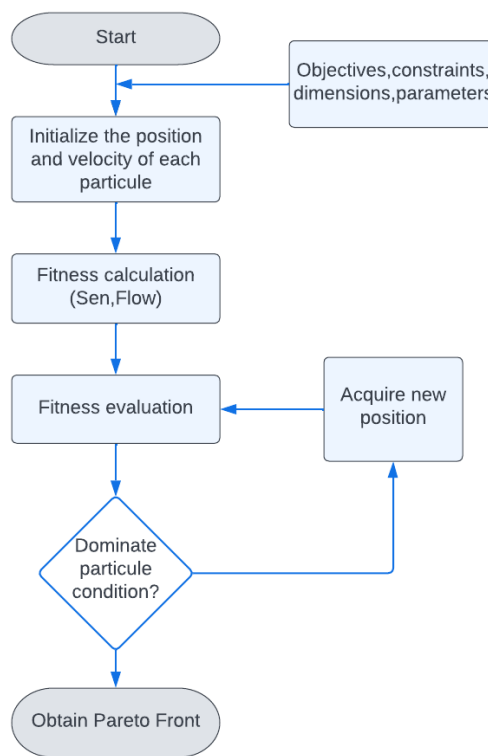 Start
Objectives,constraints,
dimensions,parameters
Initialize the position
and velocity of each
particule
Fitness calculation
(Sen,Flow)
Fitness evaluation
Acquire new
position
Dominate
particule
condition?
Obtain Pareto Front